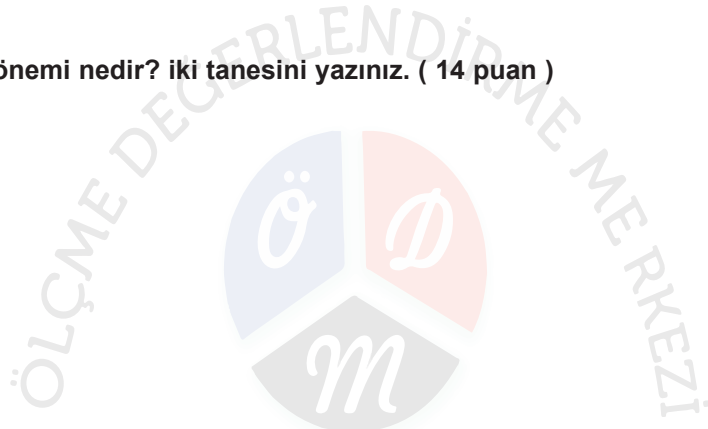 önemi nedir? iki tanesini yazınız. ( 14 puan )
ÖLÇME DEĞERLENDİRME MERKEZİ
Ö D
M